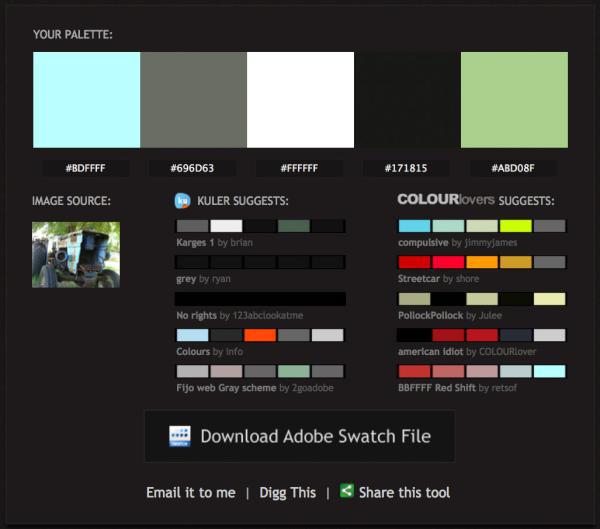 YOUR PALETTE:
#BDFFFF #696D63 #FFFFFF #171815 #ABD08F
IMAGE SOURCE:
ku KULER SUGGESTS:
Karges 1 by brian
grey by ryan
No rights by 123abclookatme
Colours by info
Fijo web Gray scheme by 2goadobe
COLOURlovers SUGGESTS:
compulsive by jimmyjames
Streetcar by shore
PollockPollock by Julee
american idiot by COLOURlover
BBFFFF Red Shift by retsof
Download Adobe Swatch File
Email it to me | Digg This | Share this tool